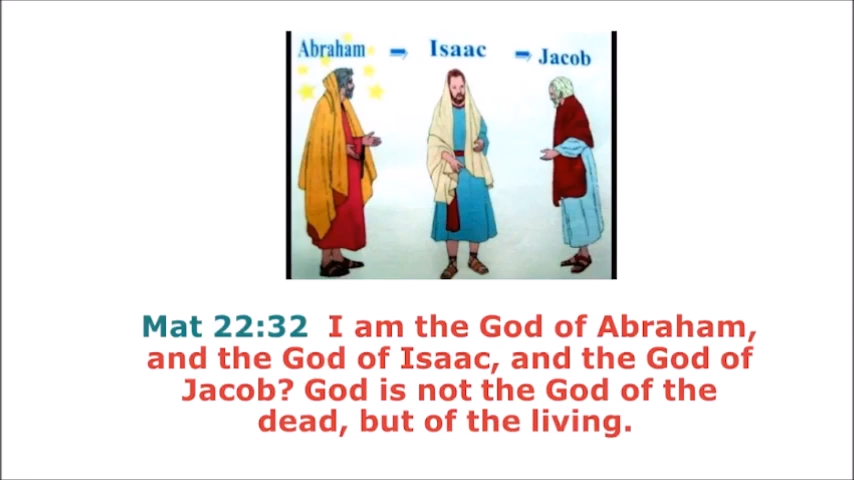 Abraham ➡ Isaac ➡ Jacob
Mat 22:32 I am the God of Abraham,
and the God of Isaac, and the God of
Jacob? God is not the God of the
dead, but of the living.